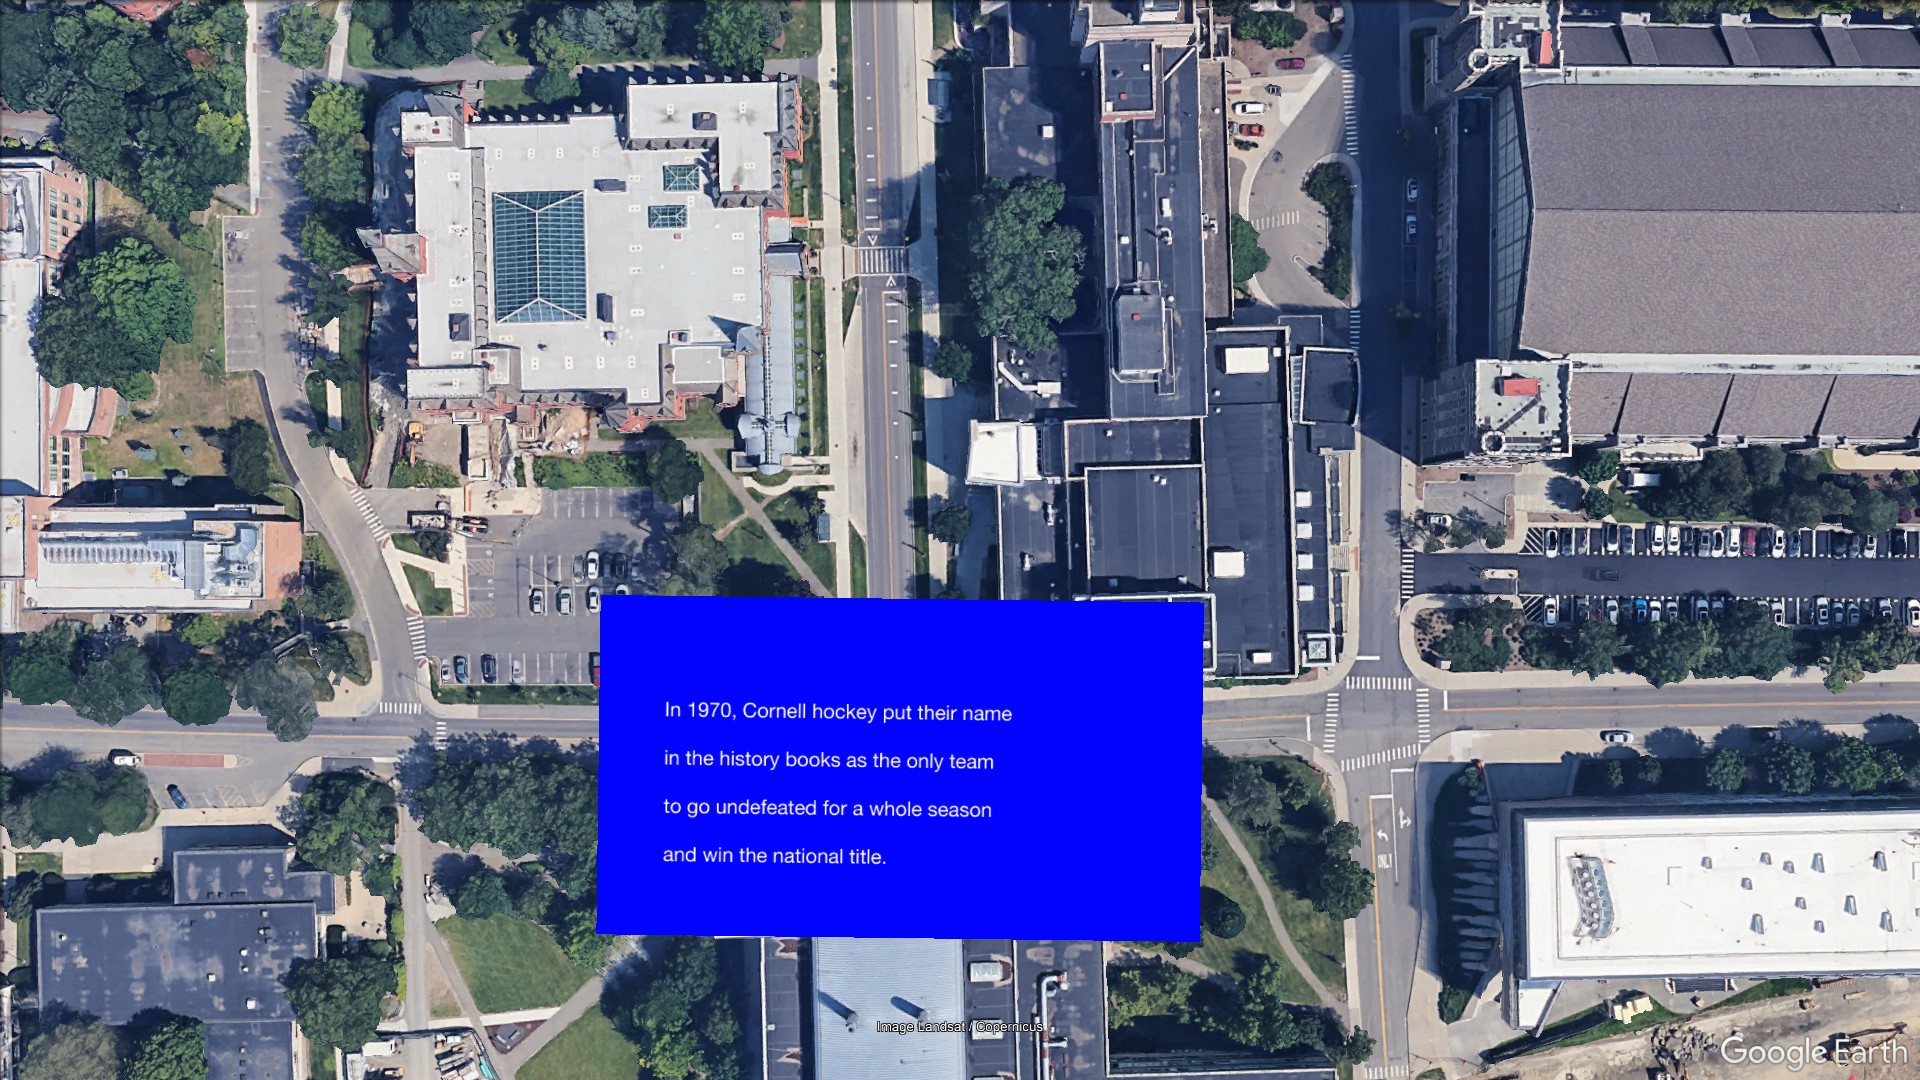 In 1970, Cornell hockey put their name
in the history books as the only team
to go undefeated for a whole season
and win the national title.
ONLY
Image Landsat / Copernicus
Google Earth